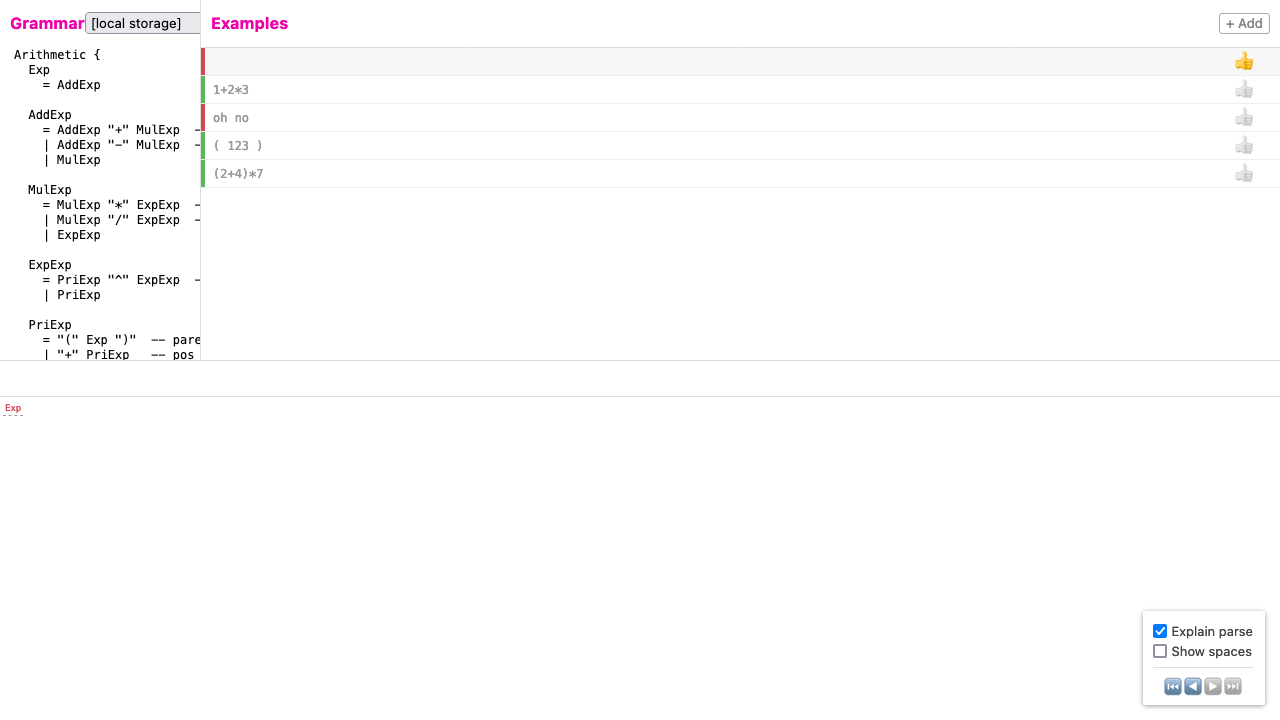 Grammar [local storage]
Arithmetic {
  Exp
    = AddExp

  AddExp
    = AddExp "+" MulExp  -
    | AddExp "-" MulExp  -
    | MulExp

  MulExp
    = MulExp "*" ExpExp  -
    | MulExp "/" ExpExp  -
    | ExpExp

  ExpExp
    = PriExp "^" ExpExp  -
    | PriExp

  PriExp
    = "(" Exp ")"  -- pare
    | "+" PriExp   -- pos
Examples
+ Add
1+2*3
oh no
( 123 )
(2+4)*7
Exp
Explain parse
Show spaces